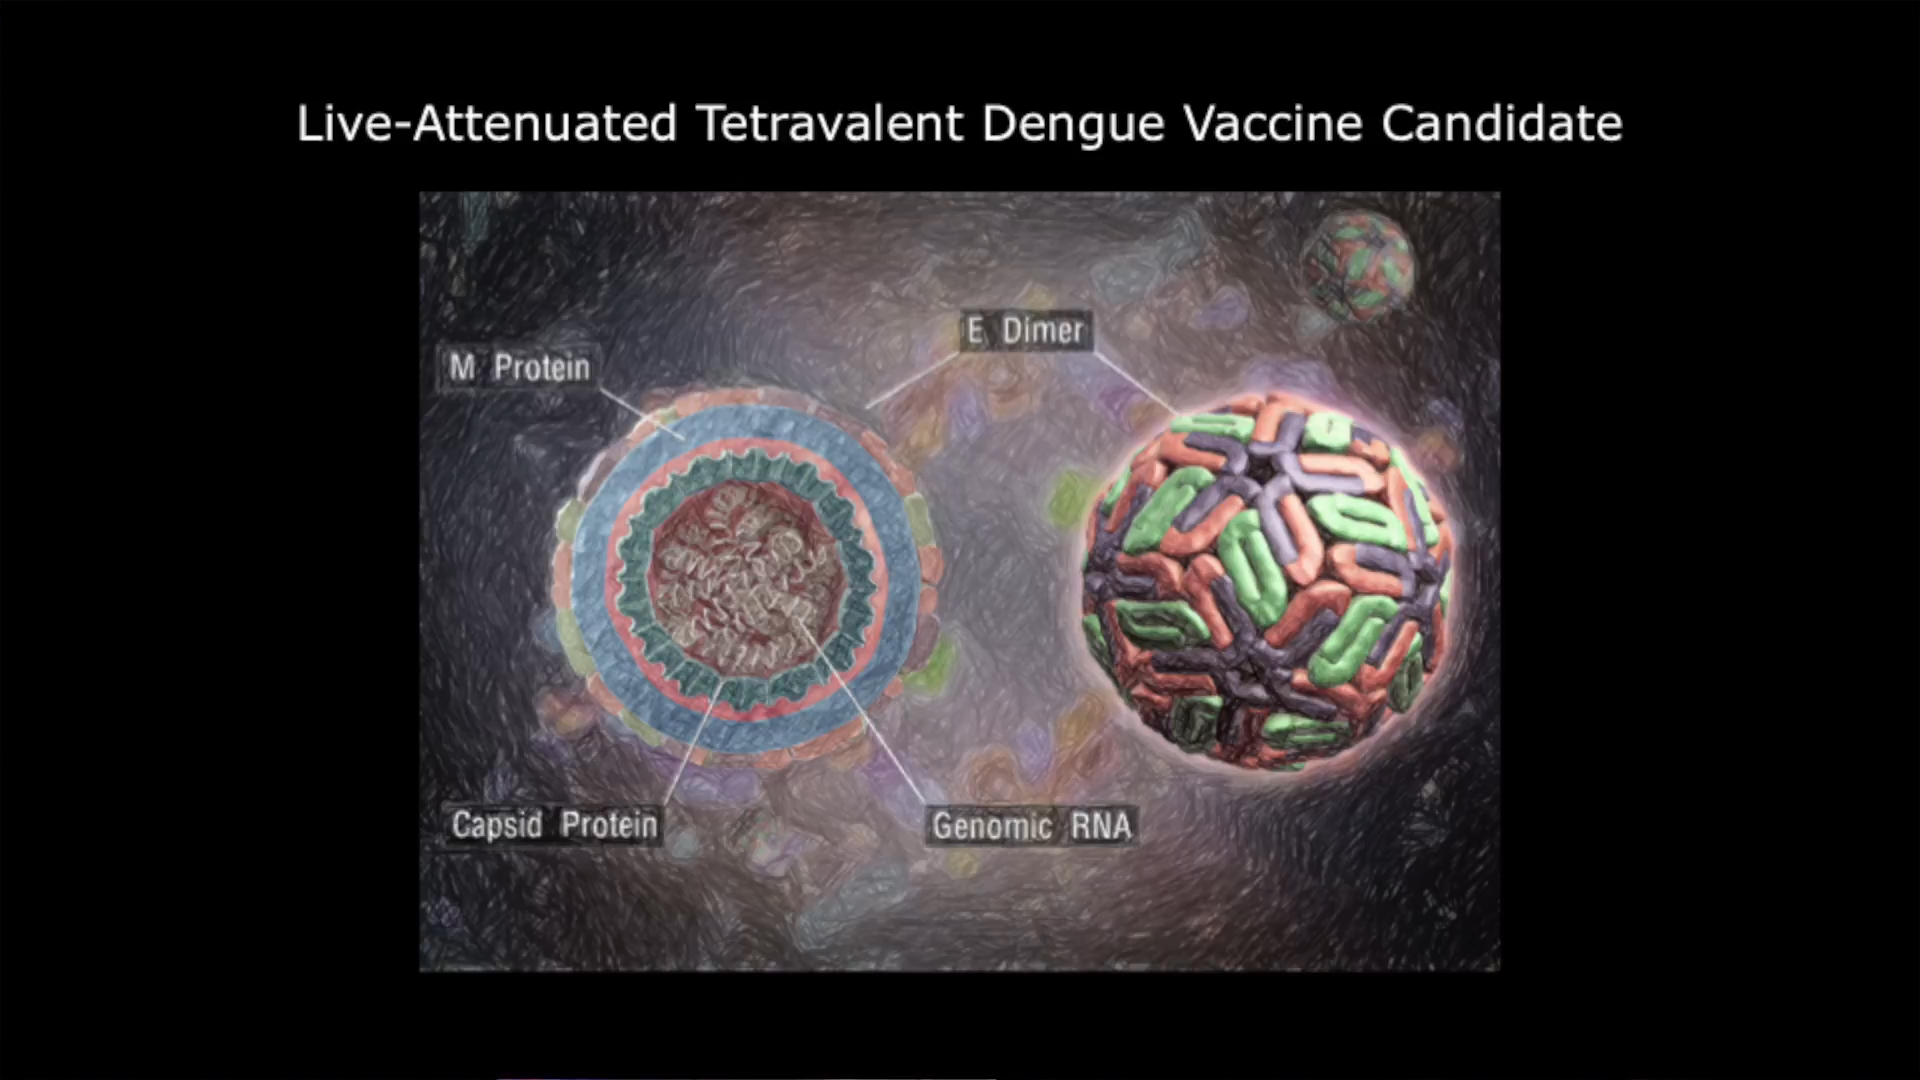 Live-Attenuated Tetravalent Dengue Vaccine Candidate
E Dimer
M Protein
Capsid Protein
Genomic RNA